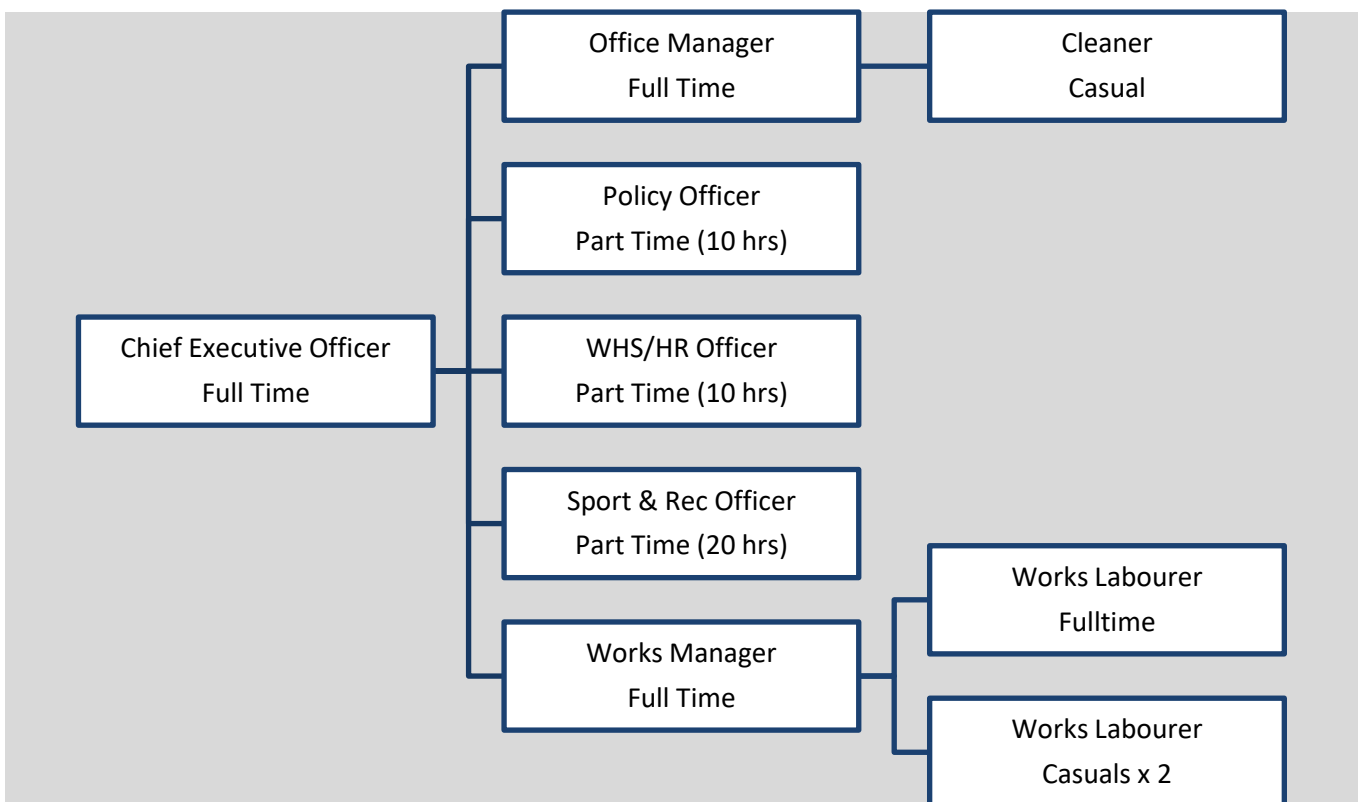 Office Manager
Full Time
Cleaner
Casual
Policy Officer
Part Time (10 hrs)
Chief Executive Officer
Full Time
WHS/HR Officer
Part Time (10 hrs)
Sport & Rec Officer
Part Time (20 hrs)
Works Manager
Full Time
Works Labourer
Fulltime
Works Labourer
Casuals x 2